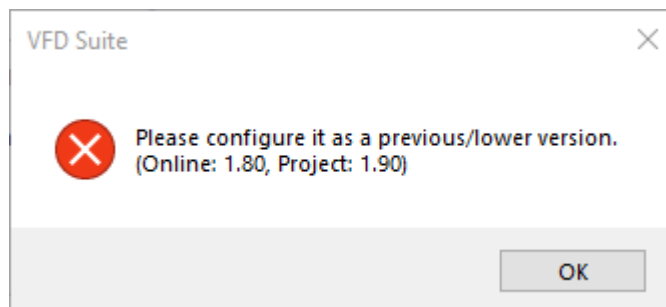 VFD Suite
Please configure it as a previous/lower version.
(Online: 1.80, Project: 1.90)
OK